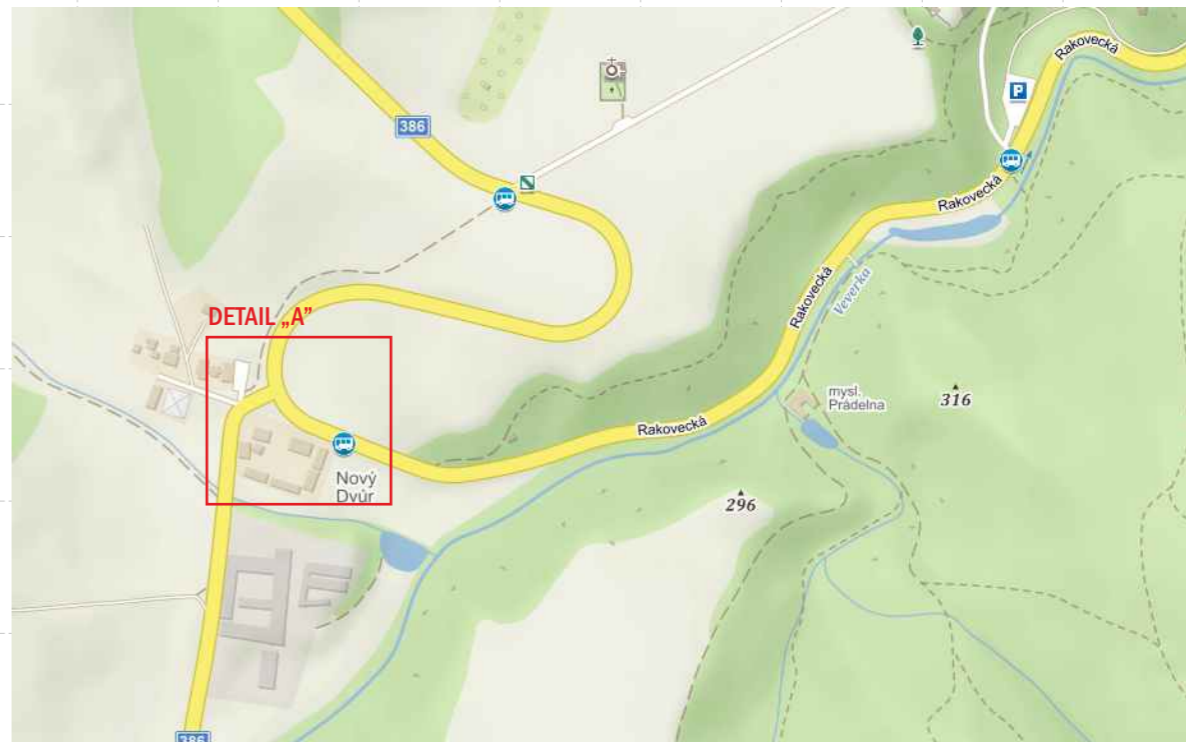 Rakovecká
P
386
Rakovecká
Rakovecká
Veverka
DETAIL „A"
mysl.
Prádelna
316
Rakovecká
Nový
Dvůr
296
386